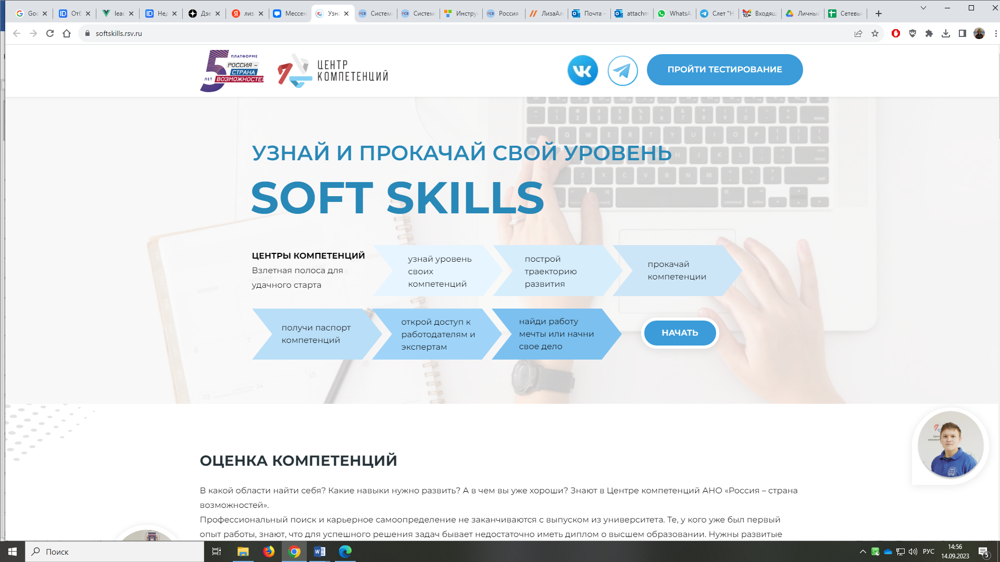 Goo
Отб
leac
Нед
Дзе
лиз
Мессен
Узна
Систем
Систем
Инстру
Россия
ЛизаАл
Почта –
attachm
WhatsA
Слет "Н
Входящ
Личный
Сетевы
softskills.rsv.ru
5
ПЛАТФОРМЕ
РОССИЯ –
СТРАНА
ЛЕТ ВОЗМОЖНОСТЕ
ЦЕНТР
КОМПЕТЕНЦИЙ
ПРОЙТИ ТЕСТИРОВАНИЕ
УЗНАЙ И ПРОКАЧАЙ СВОЙ УРОВЕНЬ
SOFT SKILLS
ЦЕНТРЫ КОМПЕТЕНЦИЙ
Взлетная полоса для
удачного старта
узнай уровень
своих
компетенций
построй
траекторию
развития
прокачай
компетенции
получи паспорт
компетенций
открой доступ к
работодателям и
экспертам
найди работу
мечты или начни
свое дело
НАЧАТЬ
ОЦЕНКА КОМПЕТЕНЦИЙ
В какой области найти себя? Какие навыки нужно развить? А в чем вы уже хороши? Знают в Центре компетенций АНО «Россия – страна
возможностей».
Профессиональный поиск и карьерное самоопределение не заканчиваются с выпуском из университета. Те, у кого уже был первый
опыт работы, знают, что для успешного решения задач бывает недостаточно иметь диплом о высшем образовании. Нужны развитые
Поиск
РУС
14:56
14.09.2023
5